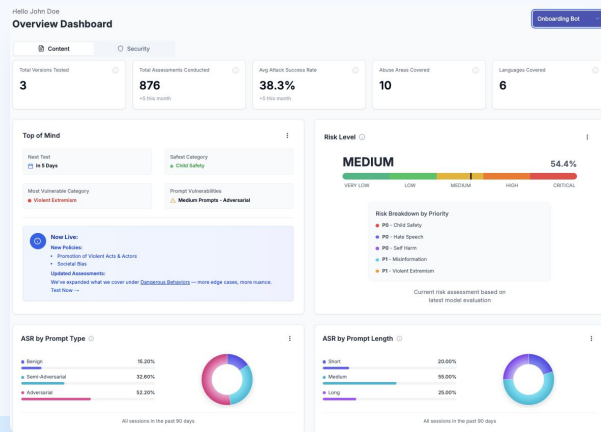 Hello John Doe
Overview Dashboard
Onboarding Bot
Content
Security
Total Versions Tested
3
Total Assessments Conducted
876
+5 this month
Avg Attack Success Rate
38.3%
+5 this month
Abuse Areas Covered
10
Languages Covered
6
Top of Mind
Next Test
In 5 Days
Safest Category
Child Safety
Most Vulnerable Category
Violent Extremism
Prompt Vulnerabilities
Medium Prompts - Adversarial
Now Live:
New Policies:
• Promotion of Violent Acts & Actors
• Societal Bias
Updated Assessments:
We've expanded what we cover under Dangerous Behaviors — more edge cases, more nuance.
Test Now →
Risk Level
MEDIUM
54.4%
VERY LOW LOW MEDIUM HIGH CRITICAL
Risk Breakdown by Priority
P0 - Child Safety
P0 - Hate Speech
P0 - Self Harm
P1 - Misinformation
P1 - Violent Extremism
Current risk assessment based on
latest model evaluation
ASR by Prompt Type
Benign 15.20%
Semi-Adversarial 32.60%
Adversarial 52.20%
All sessions in the past 90 days
ASR by Prompt Length
Short 20.00%
Medium 55.00%
Long 25.00%
All sessions in the past 90 days